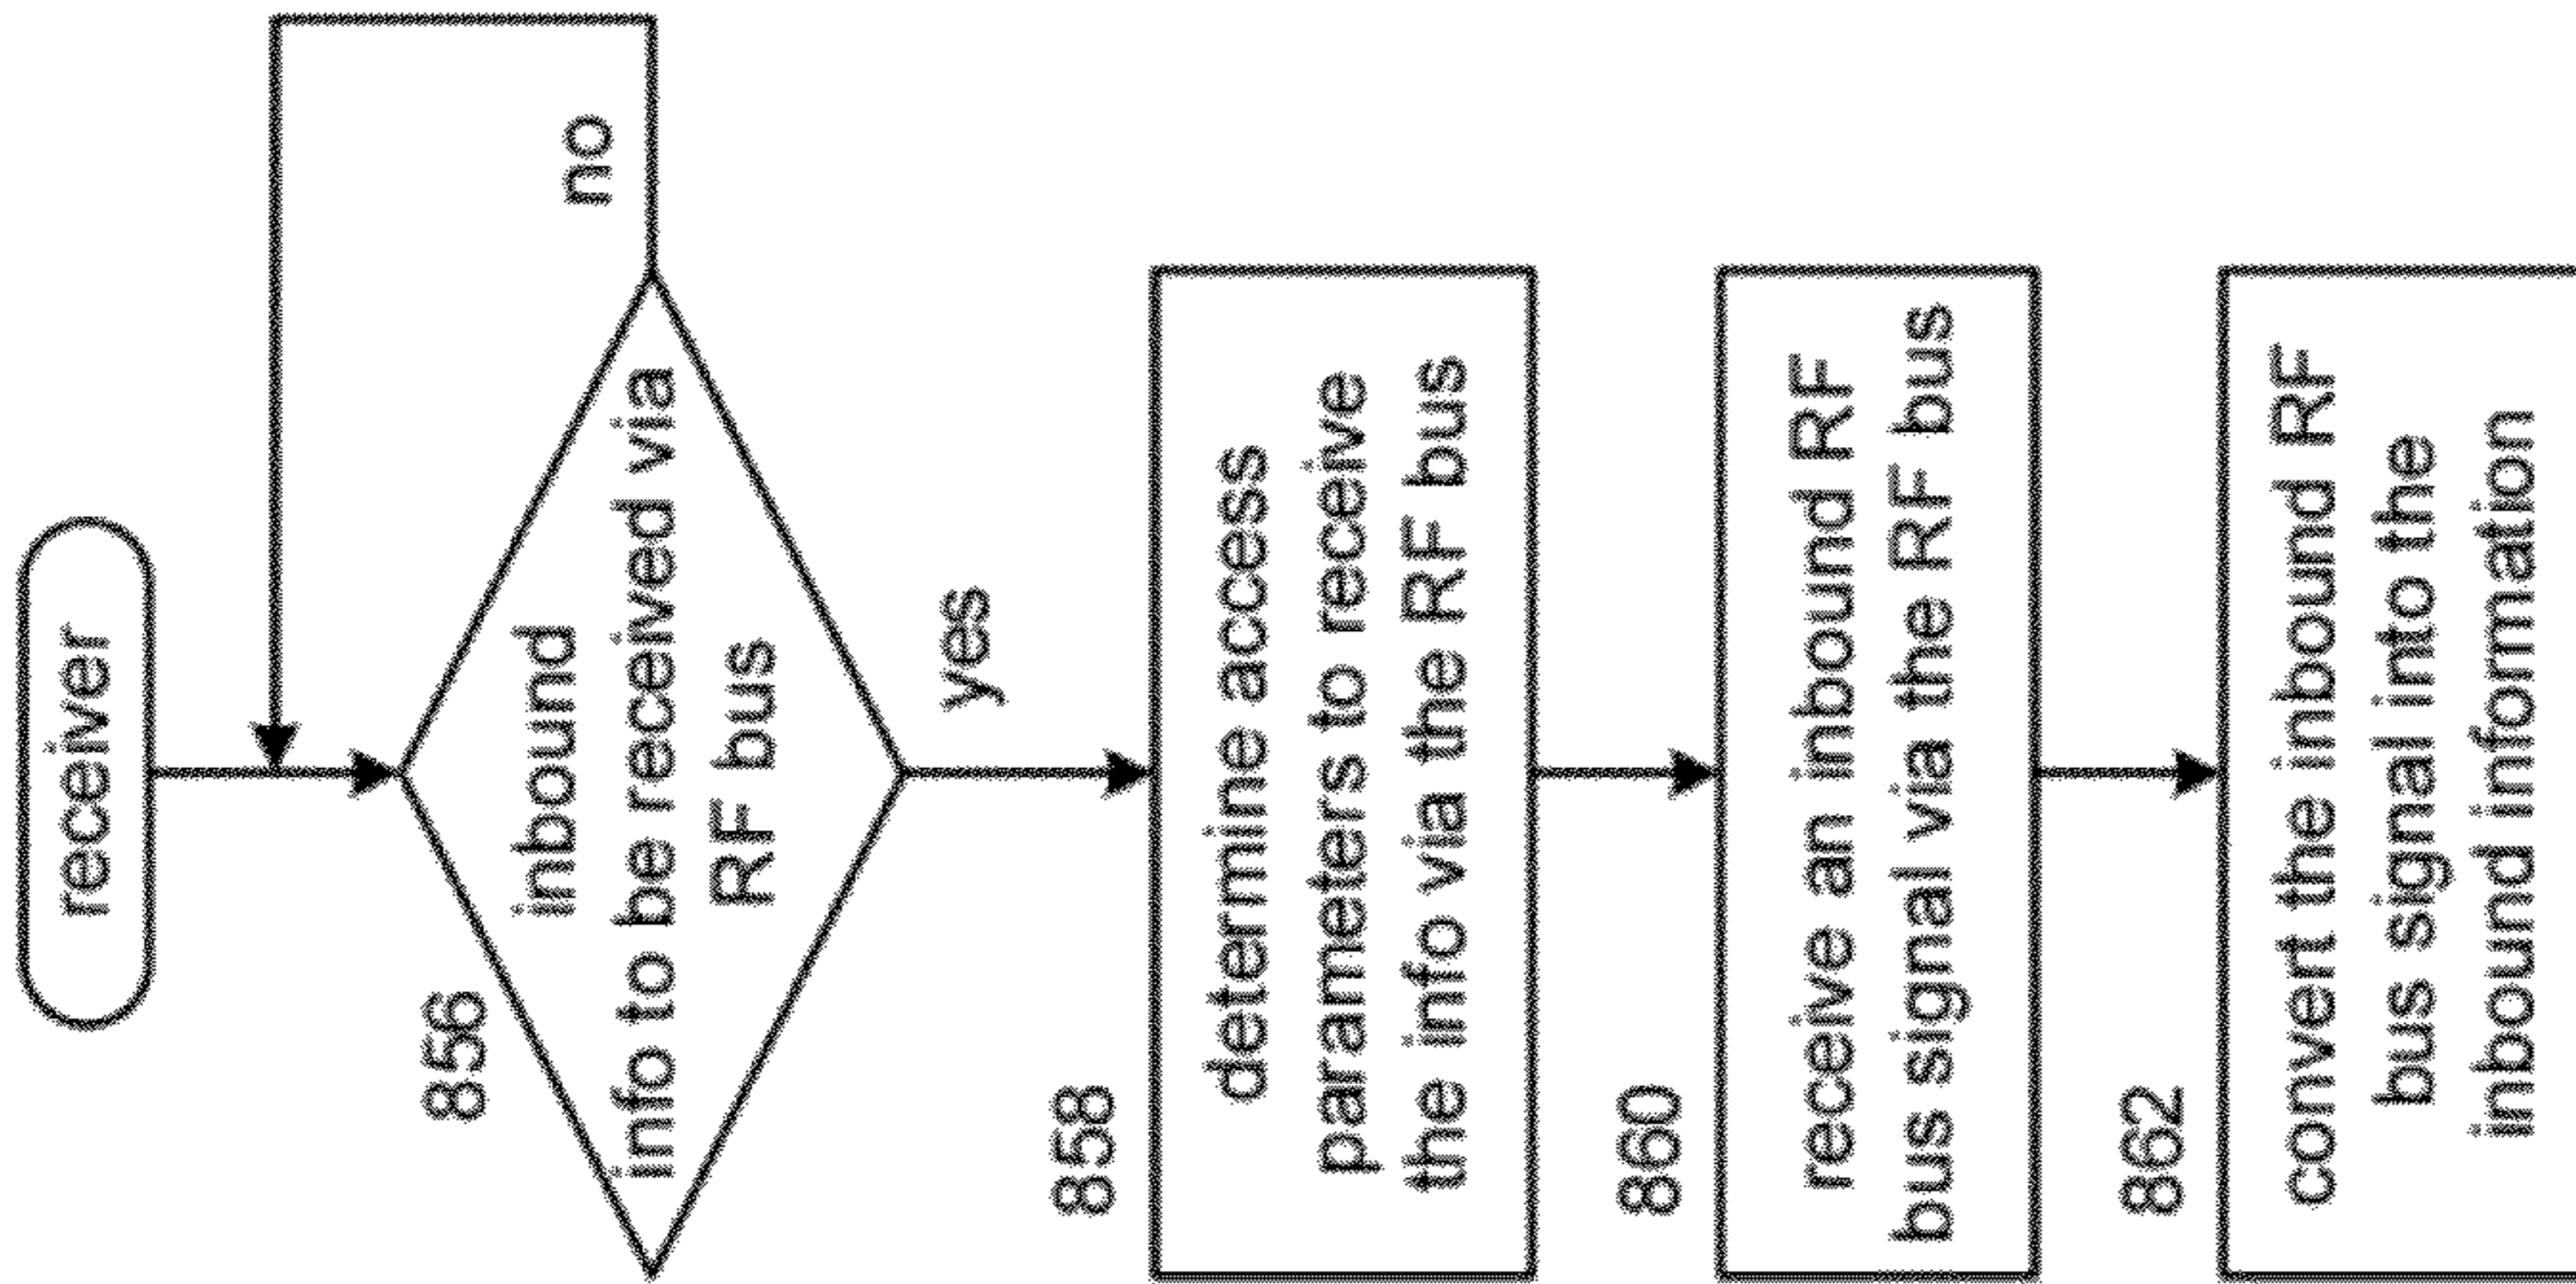 receiver
856
inbound
info to be received via
RF bus
no
yes
858
determine access
parameters to receive
the info via the RF bus
860
receive an inbound RF
bus signal via the RF bus
862
convert the inbound RF
bus signal into the
inbound information